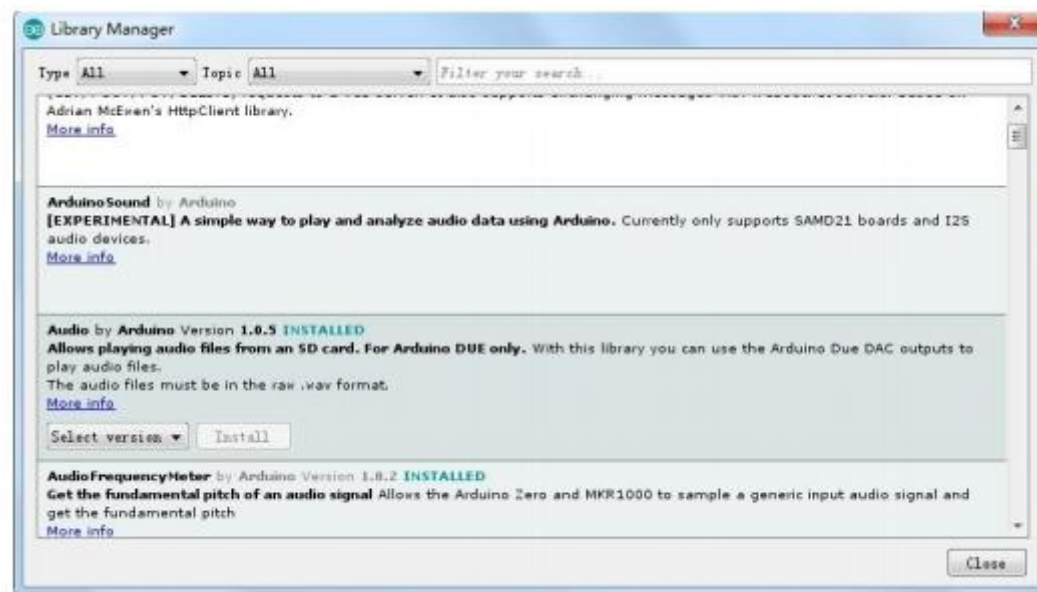 Library Manager
Type All Topic All Filter your search...
Adrian McEwen's HttpClient library.
More info
ArduinoSound by Arduino
[EXPERIMENTAL] A simple way to play and analyze audio data using Arduino. Currently only supports SAMD21 boards and I2S
audio devices.
More info
Audio by Arduino Version 1.0.5 INSTALLED
Allows playing audio files from an SD card. For Arduino DUE only. With this library you can use the Arduino Due DAC outputs to
play audio files.
The audio files must be in the raw .wav format.
More info
Select version Install
AudioFrequencyMeter by Arduino Version 1.0.2 INSTALLED
Get the fundamental pitch of an audio signal Allows the Arduino Zero and MKR1000 to sample a generic input audio signal and
get the fundamental pitch
More info
Close